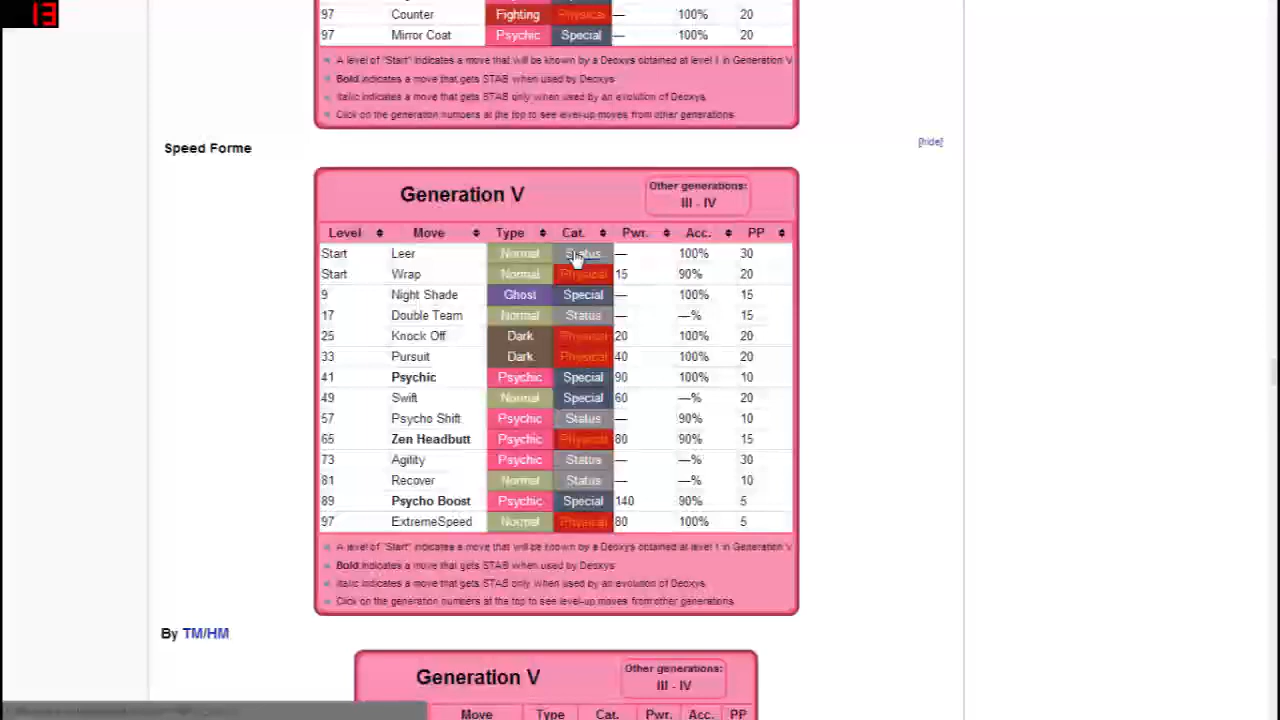 13
97 Counter Fighting Physical — 100% 20
97 Mirror Coat Psychic Special — 100% 20
A level of "Start" indicates a move that will be known by a Deoxys obtained at level 1 in Generation V
Bold indicates a move that gets STAB when used by Deoxys
Italic indicates a move that gets STAB only when used by an evolution of Deoxys
Click on the generation numbers at the top to see level-up moves from other generations
Speed Forme
[hide]
Generation V
Other generations:
III - IV
Level Move Type Cat. Pwr. Acc. PP
Start Leer Normal Status — 100% 30
Start Wrap Normal Physical 15 90% 20
9 Night Shade Ghost Special — 100% 15
17 Double Team Normal Status — —% 15
25 Knock Off Dark Physical 20 100% 20
33 Pursuit Dark Physical 40 100% 20
41 Psychic Psychic Special 90 100% 10
49 Swift Normal Special 60 —% 20
57 Psycho Shift Psychic Status — 90% 10
65 Zen Headbutt Psychic Physical 80 90% 15
73 Agility Psychic Status — —% 30
81 Recover Normal Status — —% 10
89 Psycho Boost Psychic Special 140 90% 5
97 ExtremeSpeed Normal Physical 80 100% 5
A level of "Start" indicates a move that will be known by a Deoxys obtained at level 1 in Generation V
Bold indicates a move that gets STAB when used by Deoxys
Italic indicates a move that gets STAB only when used by an evolution of Deoxys
Click on the generation numbers at the top to see level-up moves from other generations
By TM/HM
Generation V
Other generations:
III - IV
Move Type Cat. Pwr. Acc. PP